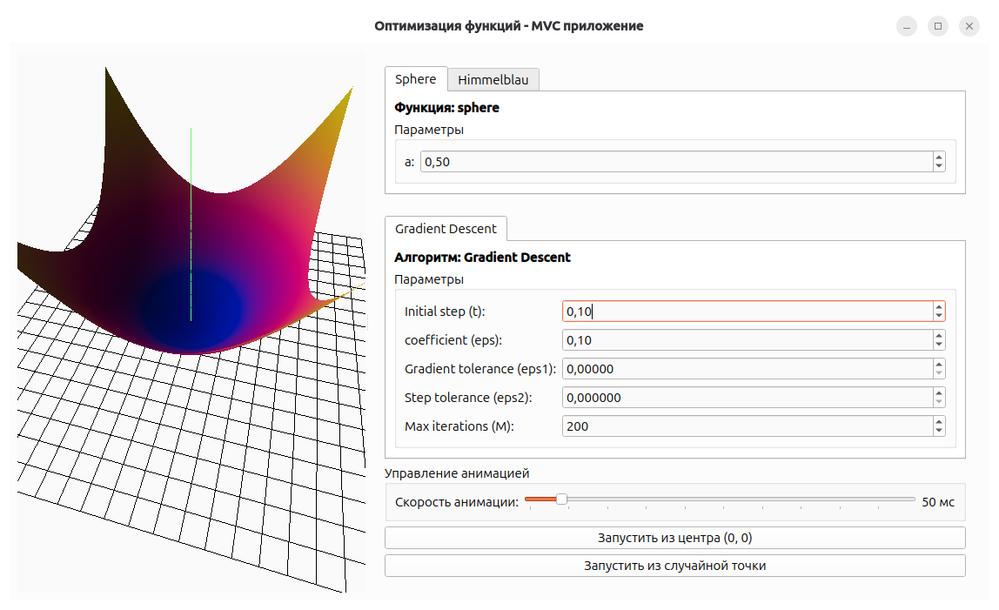 Оптимизация функций - MVC приложение
Sphere Himmelblau
Функция: sphere
Параметры
a: 0,50
Gradient Descent
Алгоритм: Gradient Descent
Параметры
Initial step (t): 0,10
coefficient (eps): 0,10
Gradient tolerance (eps1): 0,00000
Step tolerance (eps2): 0,000000
Max iterations (M): 200
Управление анимацией
Скорость анимации: 50 мс
Запустить из центра (0, 0)
Запустить из случайной точки